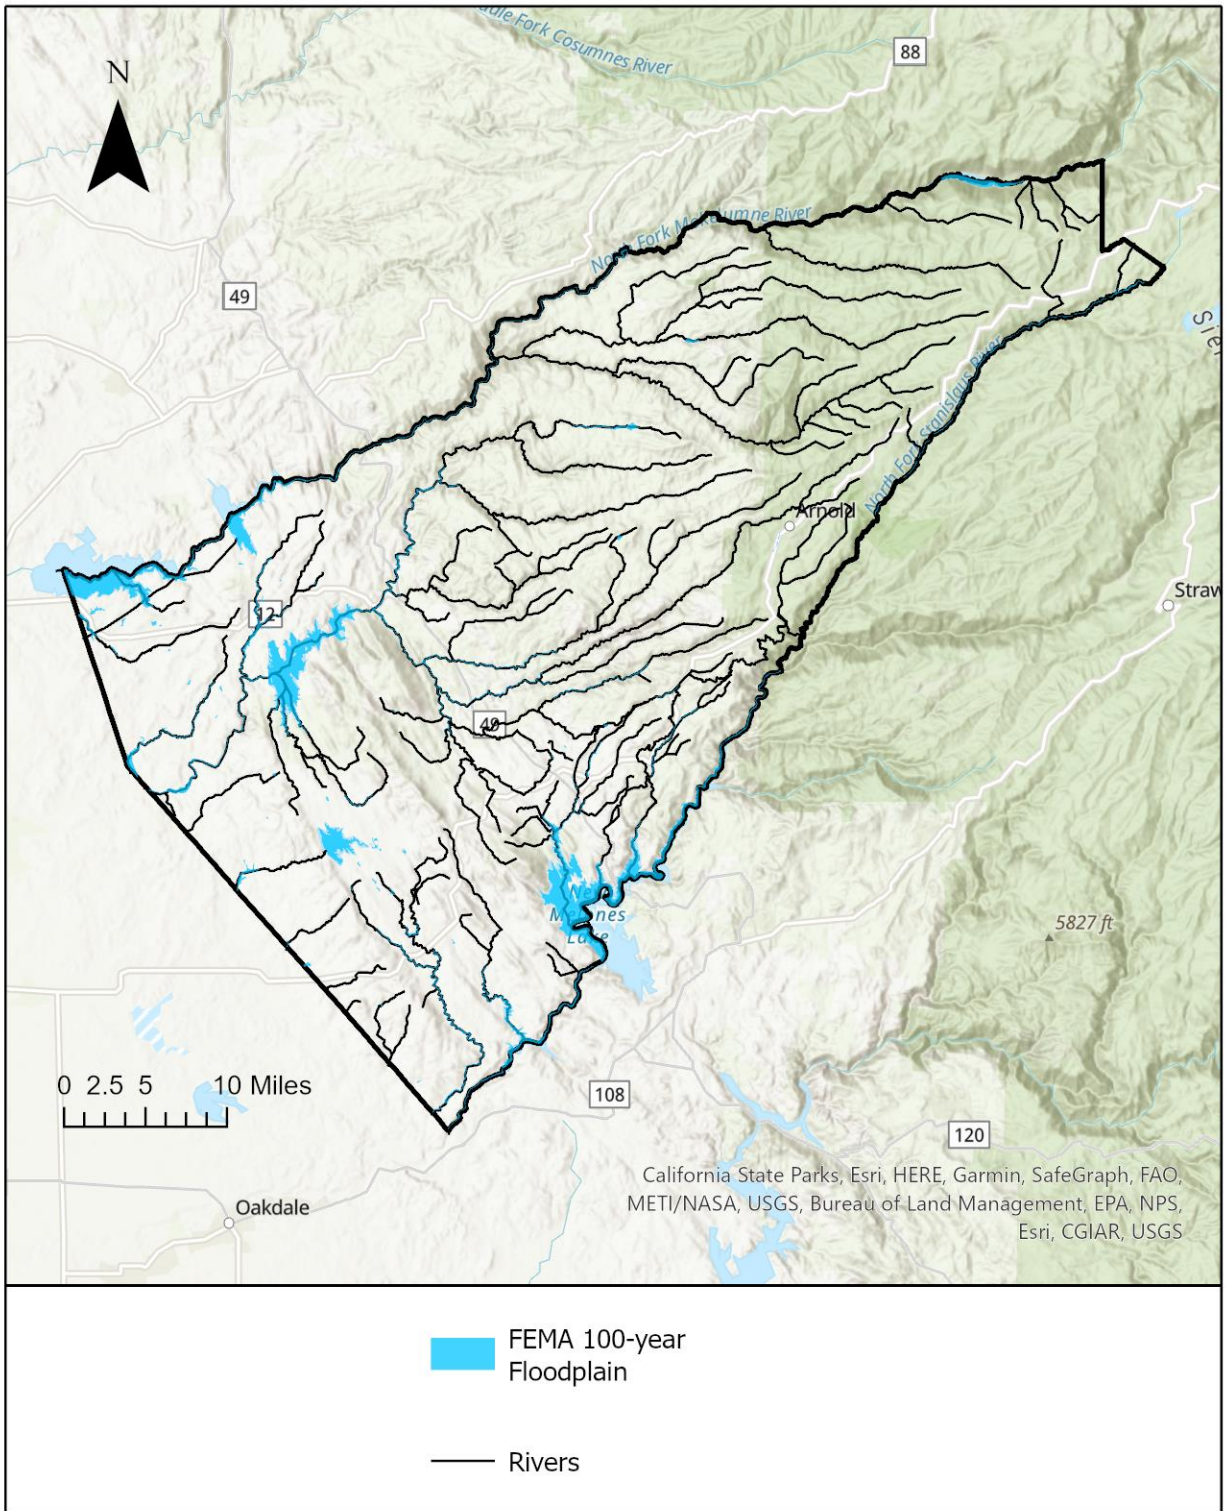 Fork Cosumnes River
88
N
North Fork Mokelumne River
49
Sier
North Fork Stanislaus River
Arnold
Straw
12
49
New
Melones
Lake
5827 ft
0 2.5 5 10 Miles
108
120
California State Parks, Esri, HERE, Garmin, SafeGraph, FAO,
METI/NASA, USGS, Bureau of Land Management, EPA, NPS,
Esri, CGIAR, USGS
Oakdale
FEMA 100-year
Floodplain
Rivers